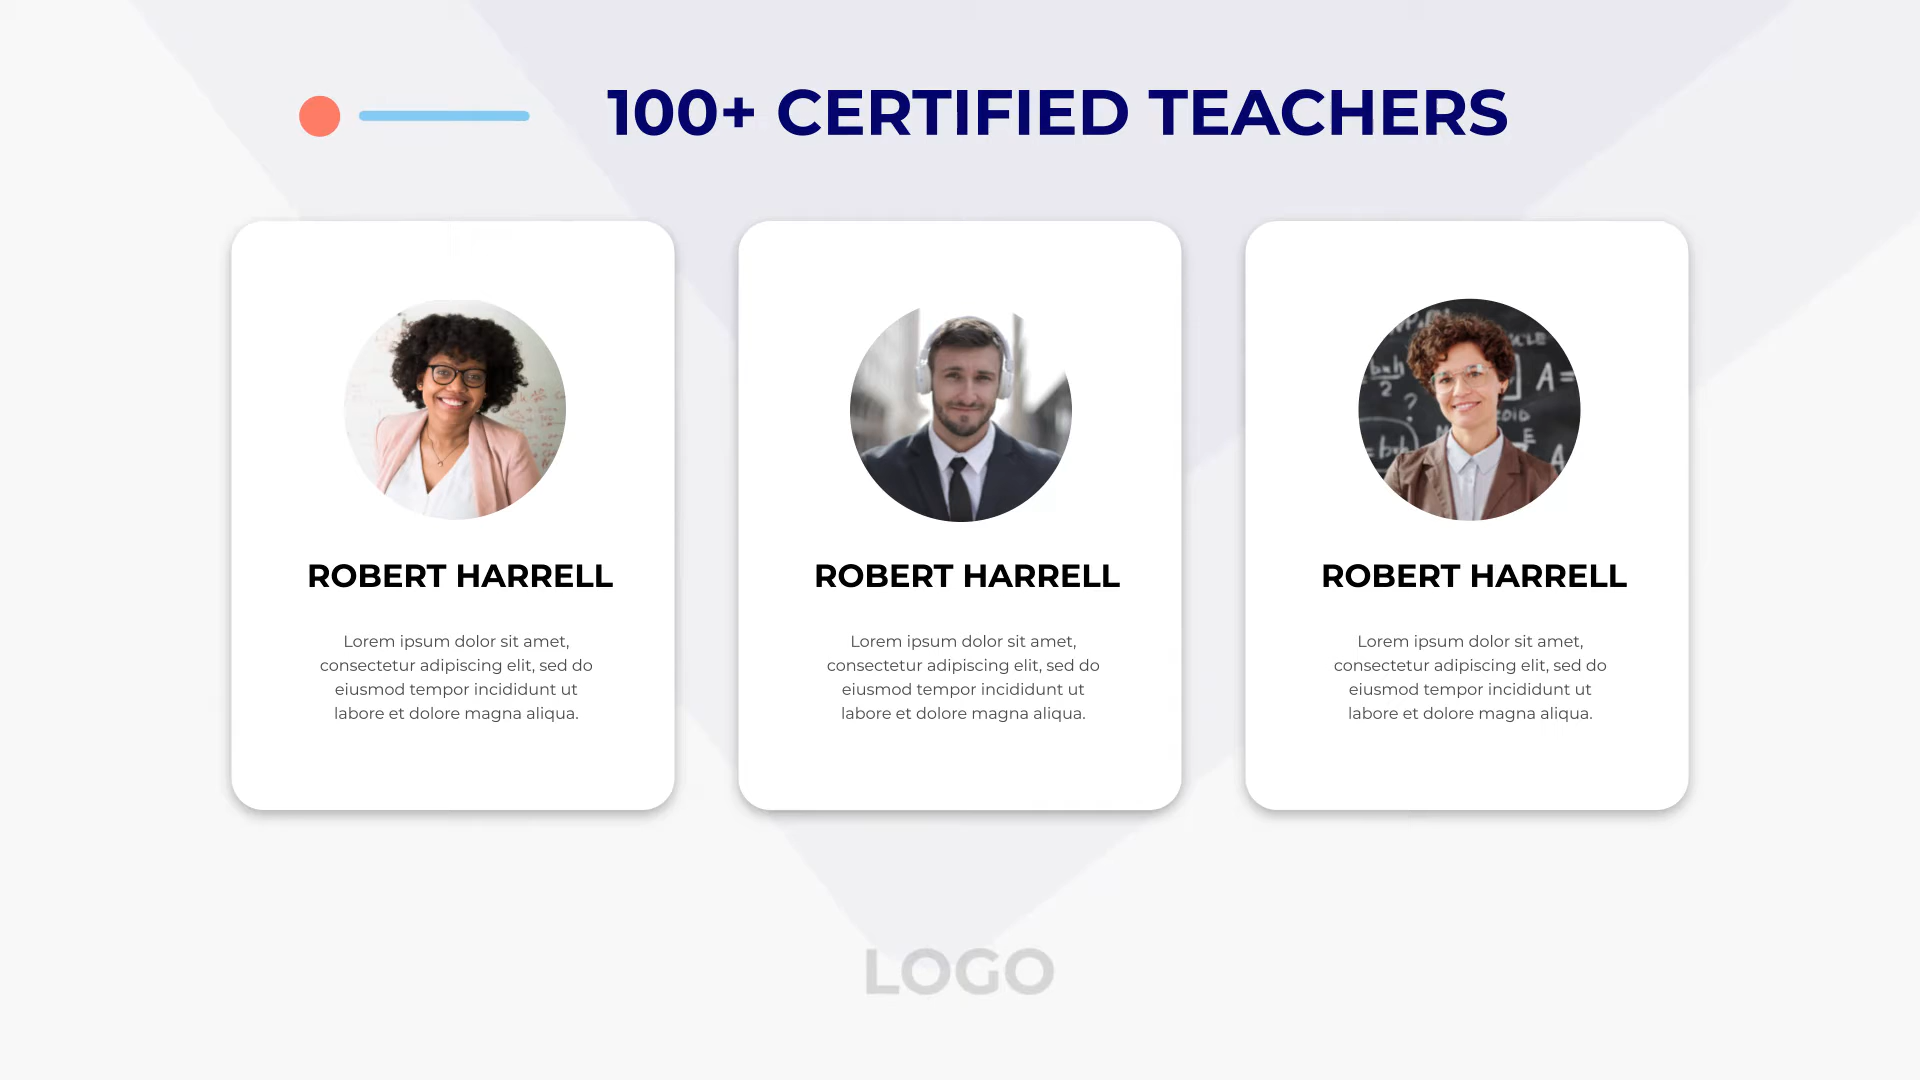 100+ CERTIFIED TEACHERS
ROBERT HARRELL
Lorem ipsum dolor sit amet,
consectetur adipiscing elit, sed do
eiusmod tempor incididunt ut
labore et dolore magna aliqua.
ROBERT HARRELL
Lorem ipsum dolor sit amet,
consectetur adipiscing elit, sed do
eiusmod tempor incididunt ut
labore et dolore magna aliqua.
ROBERT HARRELL
Lorem ipsum dolor sit amet,
consectetur adipiscing elit, sed do
eiusmod tempor incididunt ut
labore et dolore magna aliqua.
LOGO